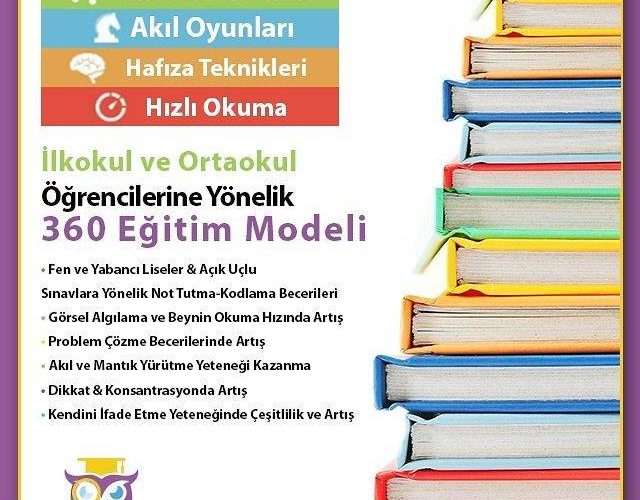 Akıl Oyunları
Hafıza Teknikleri
Hızlı Okuma
İlkokul ve Ortaokul
Öğrencilerine Yönelik
360 Eğitim Modeli
• Fen ve Yabancı Liseler & Açık Uçlu
Sınavlara Yönelik Not Tutma-Kodlama Becerileri
• Görsel Algılama ve Beynin Okuma Hızında Artış
• Problem Çözme Becerilerinde Artış
• Akıl ve Mantık Yürütme Yeteneği Kazanma
• Dikkat & Konsantrasyonda Artış
• Kendini İfade Etme Yeteneğinde Çeşitlilik ve Artış